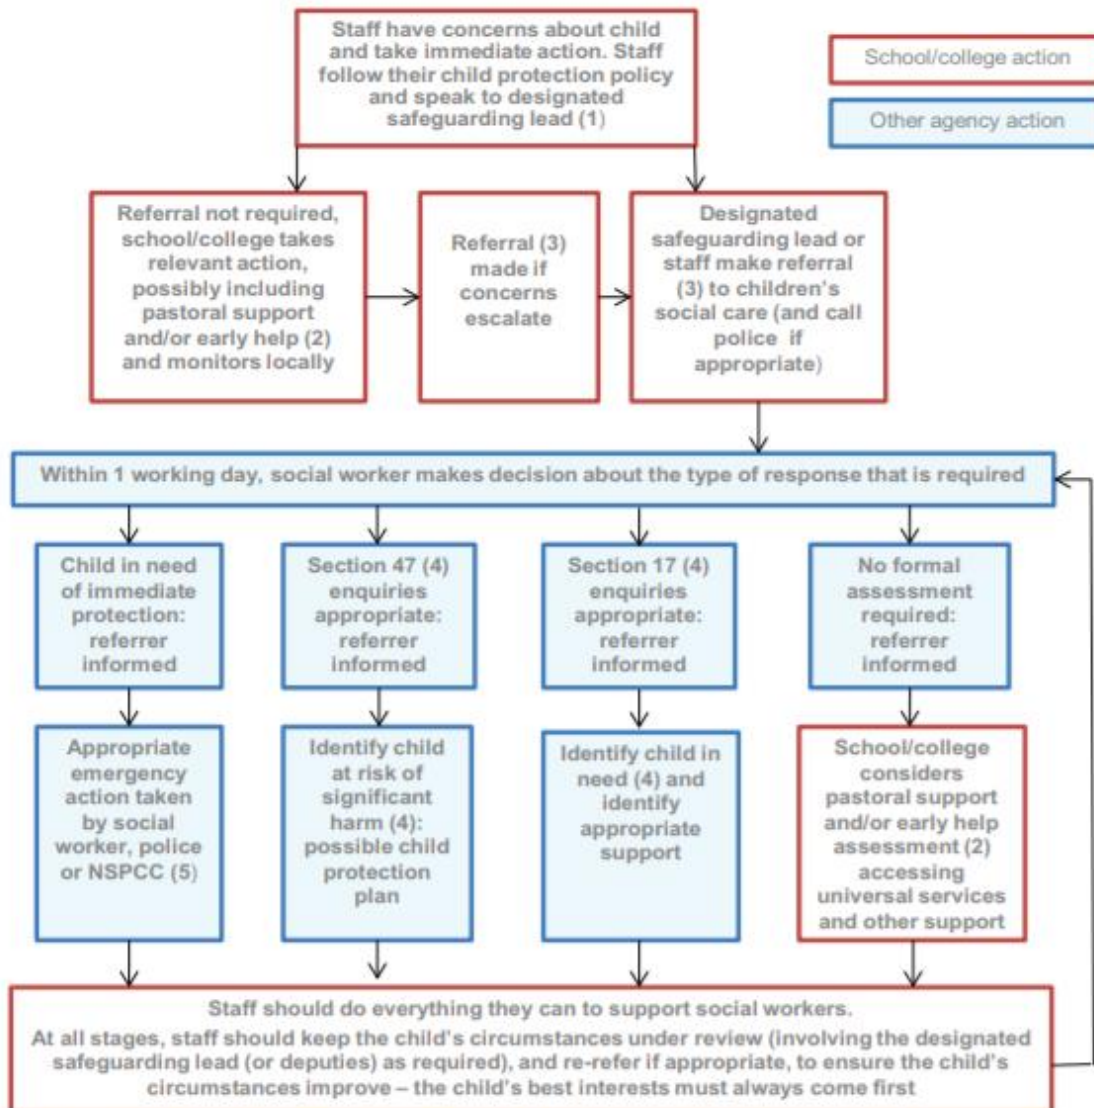 Staff have concerns about child
and take immediate action. Staff
follow their child protection policy
and speak to designated
safeguarding lead (1)
School/college action
Other agency action
Referral not required,
school/college takes
relevant action,
possibly including
pastoral support
and/or early help (2)
and monitors locally
Referral (3)
made if
concerns
escalate
Designated
safeguarding lead or
staff make referral
(3) to children's
social care (and call
police if
appropriate)
Within 1 working day, social worker makes decision about the type of response that is required
Child in need
of immediate
protection:
referrer
informed
Section 47 (4)
enquiries
appropriate:
referrer
informed
Section 17 (4)
enquiries
appropriate:
referrer
informed
No formal
assessment
required:
referrer
informed
Appropriate
emergency
action taken
by social
worker, police
or NSPCC (5)
Identify child
at risk of
significant
harm (4):
possible child
protection
plan
Identify child in
need (4) and
identify
appropriate
support
School/college
considers
pastoral support
and/or early help
assessment (2)
accessing
universal services
and other support
Staff should do everything they can to support social workers.
At all stages, staff should keep the child's circumstances under review (involving the designated
safeguarding lead (or deputies) as required), and re-refer if appropriate, to ensure the child's
circumstances improve – the child's best interests must always come first